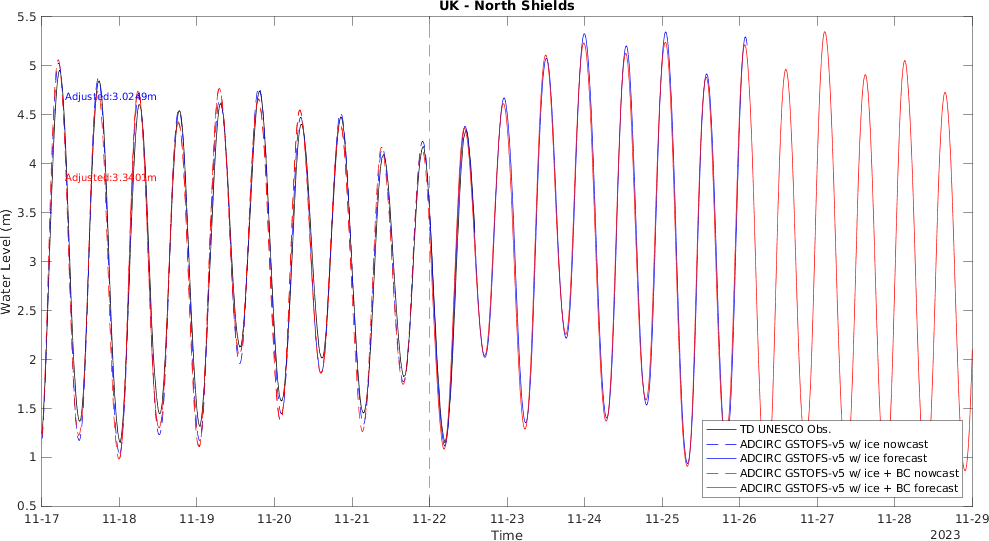 UK - North Shields
5.5
5
4.5
4
3.5
3
2.5
2
1.5
1
0.5
Water Level (m)
Adjusted:3.0249m
Adjusted:3.3401m
TD UNESCO Obs.
ADCIRC GSTOFS-v5 w/ ice nowcast
ADCIRC GSTOFS-v5 w/ ice forecast
ADCIRC GSTOFS-v5 w/ ice + BC nowcast
ADCIRC GSTOFS-v5 w/ ice + BC forecast
11-17 11-18 11-19 11-20 11-21 11-22 11-23 11-24 11-25 11-26 11-27 11-28 11-29
Time
2023